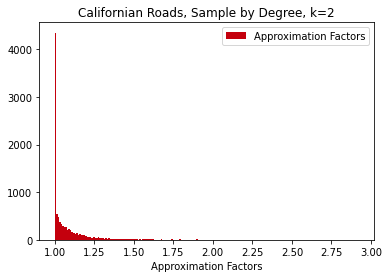 Californian Roads, Sample by Degree, k=2
Approximation Factors
4000
3000
2000
1000
0
1.00 1.25 1.50 1.75 2.00 2.25 2.50 2.75 3.00
Approximation Factors